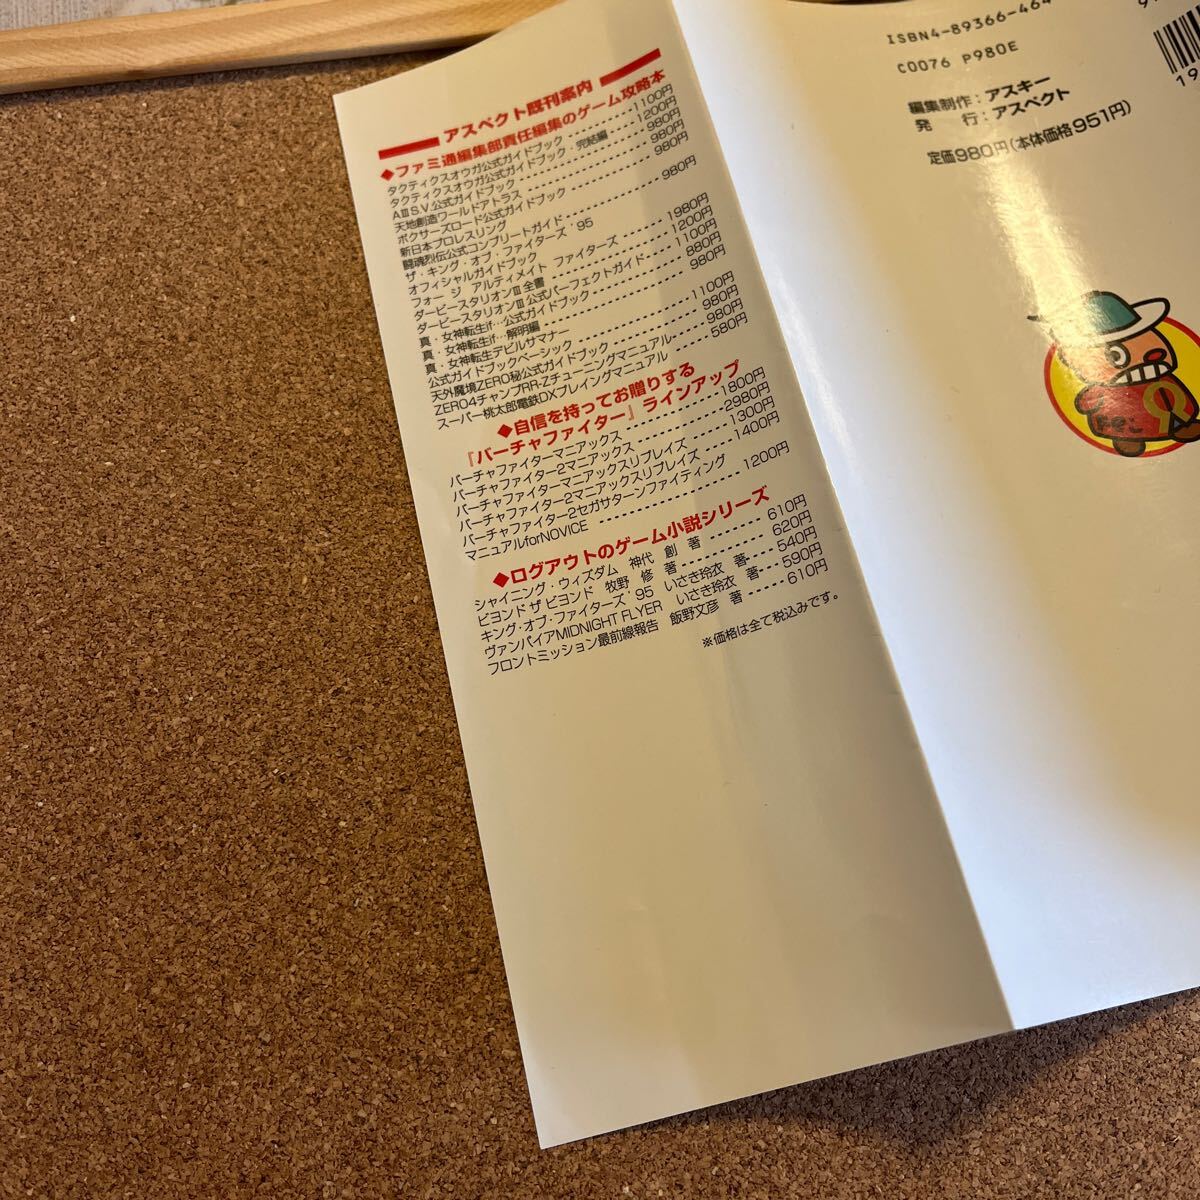 アスペクト既刊案内
◆ファミ通編集部責任編集のゲーム攻略本
タクティクスオウガ公式ガイドブック 1100円
タクティクスオウガ公式ガイドブック・完結編 1200円
AⅢS.V.公式ガイドブック 980円
天地創造ワールドアトラス 980円
ボクサーズロード公式ガイドブック 980円
新日本プロレスリング
闘魂烈伝公式コンプリートガイド 980円
ザ・キング・オブ・ファイターズ'95
オフィシャルガイドブック
フォー ジ アルティメイト ファイターズ 1980円
ダービースタリオンⅢ 全書 1200円
ダービースタリオンⅢ 公式パーフェクトガイド 1100円
真・女神転生if…公式ガイドブック 880円
真・女神転生if…解明編 980円
真・女神転生デビルサマナー
公式ガイドブックベーシック 1100円
天外魔境ZERO秘公式ガイドブック 980円
ZERO4チャンプRR-Zチューニングマニュアル 980円
スーパー桃太郎電鉄DXプレイングマニュアル 580円
◆自信を持ってお贈りする
『バーチャファイター』ラインアップ
バーチャファイターマニアックス 1800円
バーチャファイター2マニアックス 2980円
バーチャファイターマニアックスリプレイズ 1300円
バーチャファイター2マニアックスリプレイズ 1400円
バーチャファイター2セガサターンファイティング
マニュアルforNOVICE 1200円
◆ログアウトのゲーム小説シリーズ
シャイニング・ウィズダム 神代 創 著 610円
ビヨンド ザ ビヨンド 牧野 修 著 620円
キング・オブ・ファイターズ'95 いさき玲衣 著 540円
ヴァンパイアMIDNIGHT FLYER いさき玲衣 著 590円
フロントミッション最前線報告 飯野文彦 著 610円
※価格は全て税込みです。
ISBN4-89366-464
C0076 P980E
編集制作：アスキー
発 行：アスペクト
定価980円(本体価格951円)